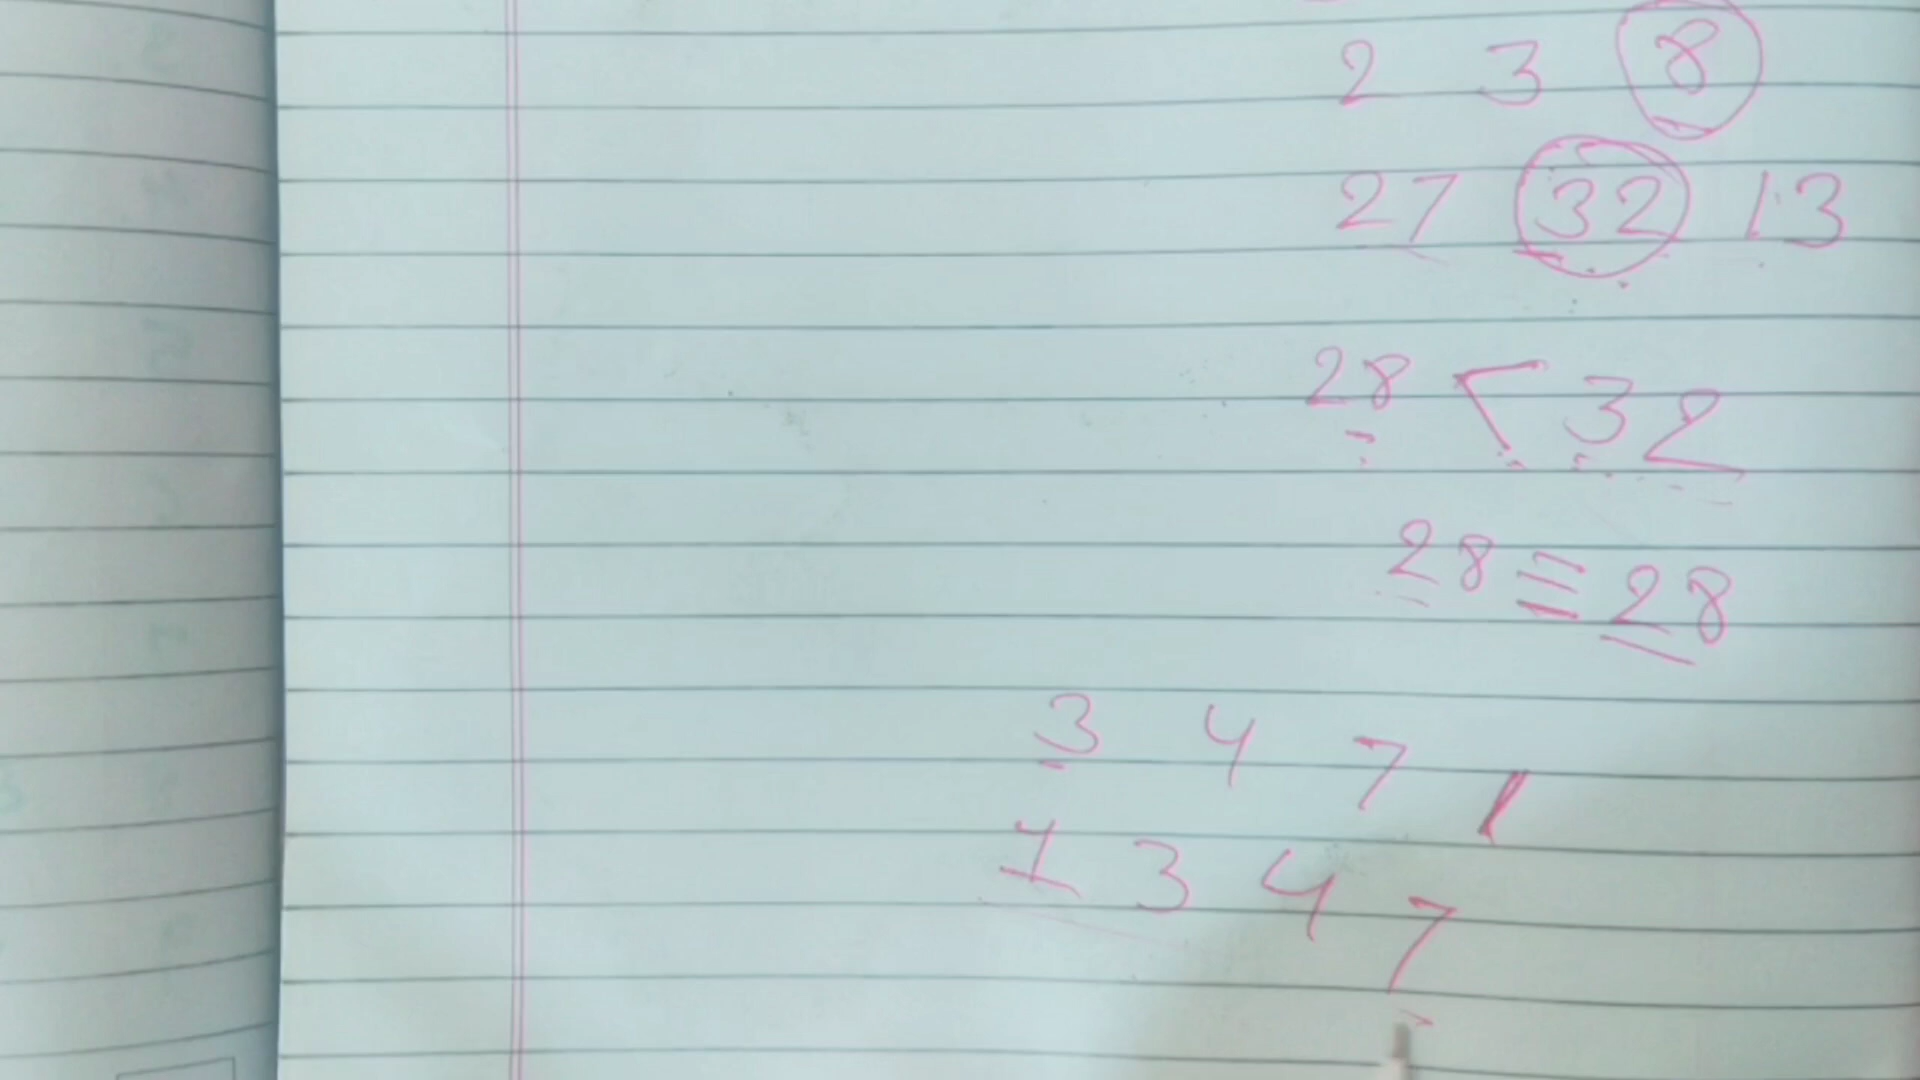 2 3 8
27 32 13
28 < 32
28 = 28
3 4 7 1
1 3 4 7